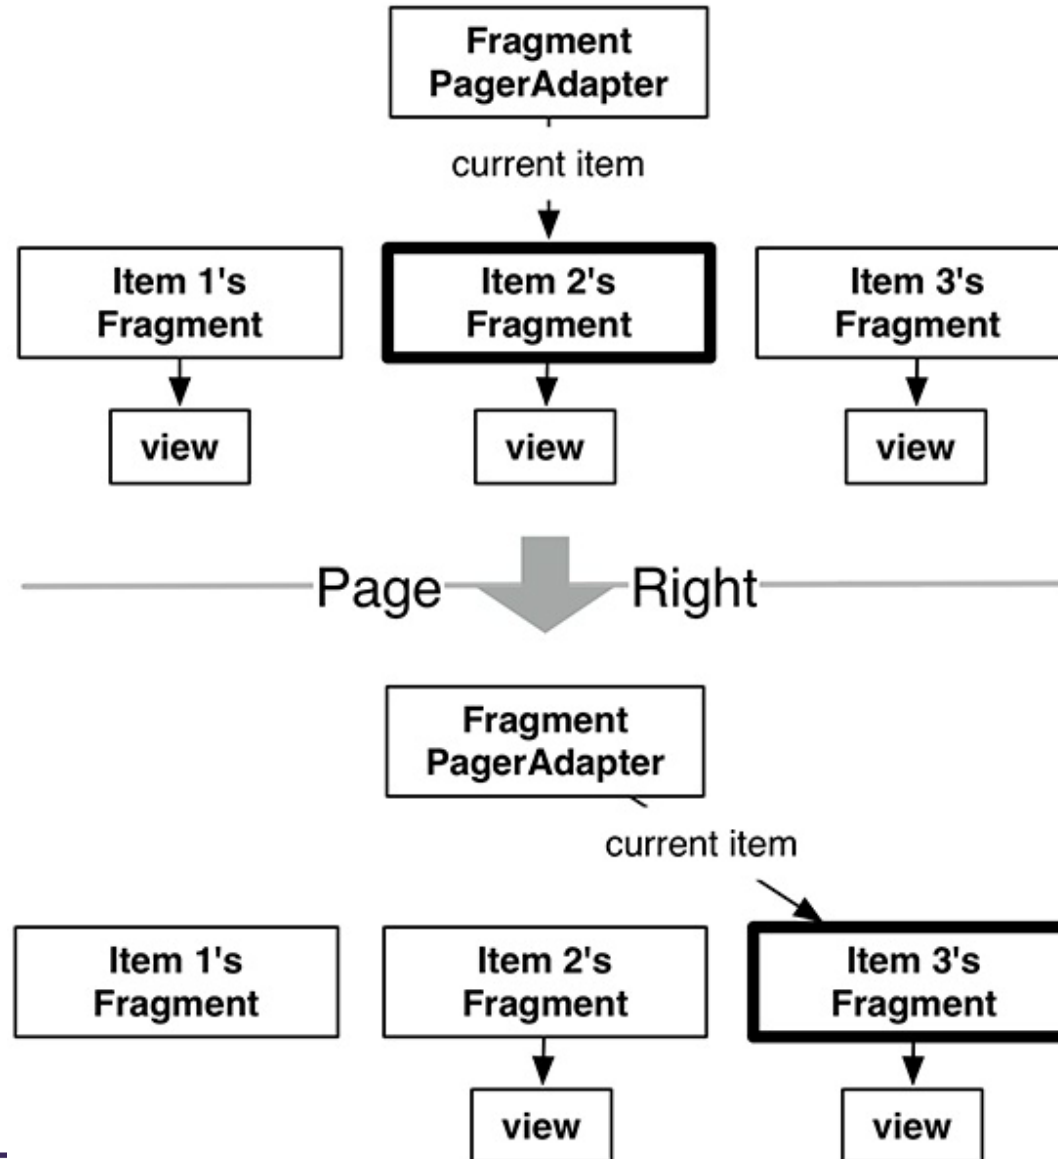 Fragment
PagerAdapter
current item
Item 1's
Fragment
Item 2's
Fragment
Item 3's
Fragment
view
view
view
Page Right
Fragment
PagerAdapter
current item
Item 1's
Fragment
Item 2's
Fragment
Item 3's
Fragment
view
view